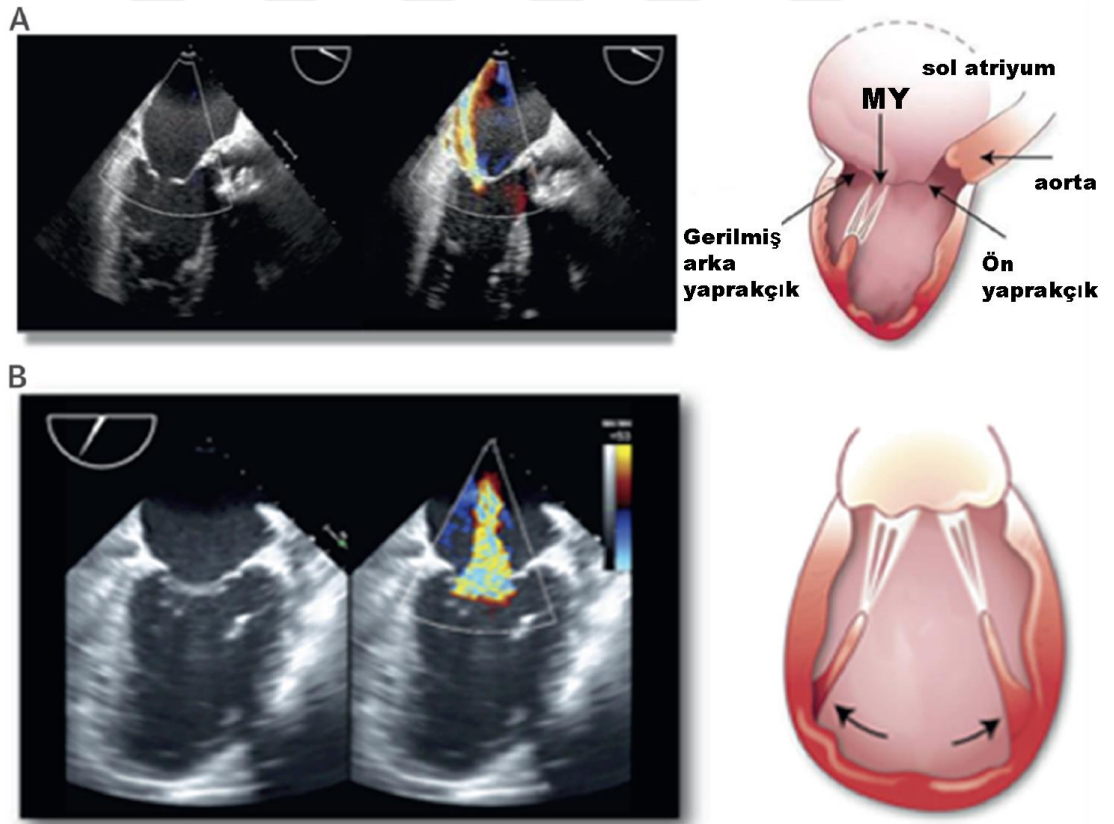 A
sol atriyum
MY
aorta
Gerilmiş
arka
yaprakçık
Ön
yaprakçık
B